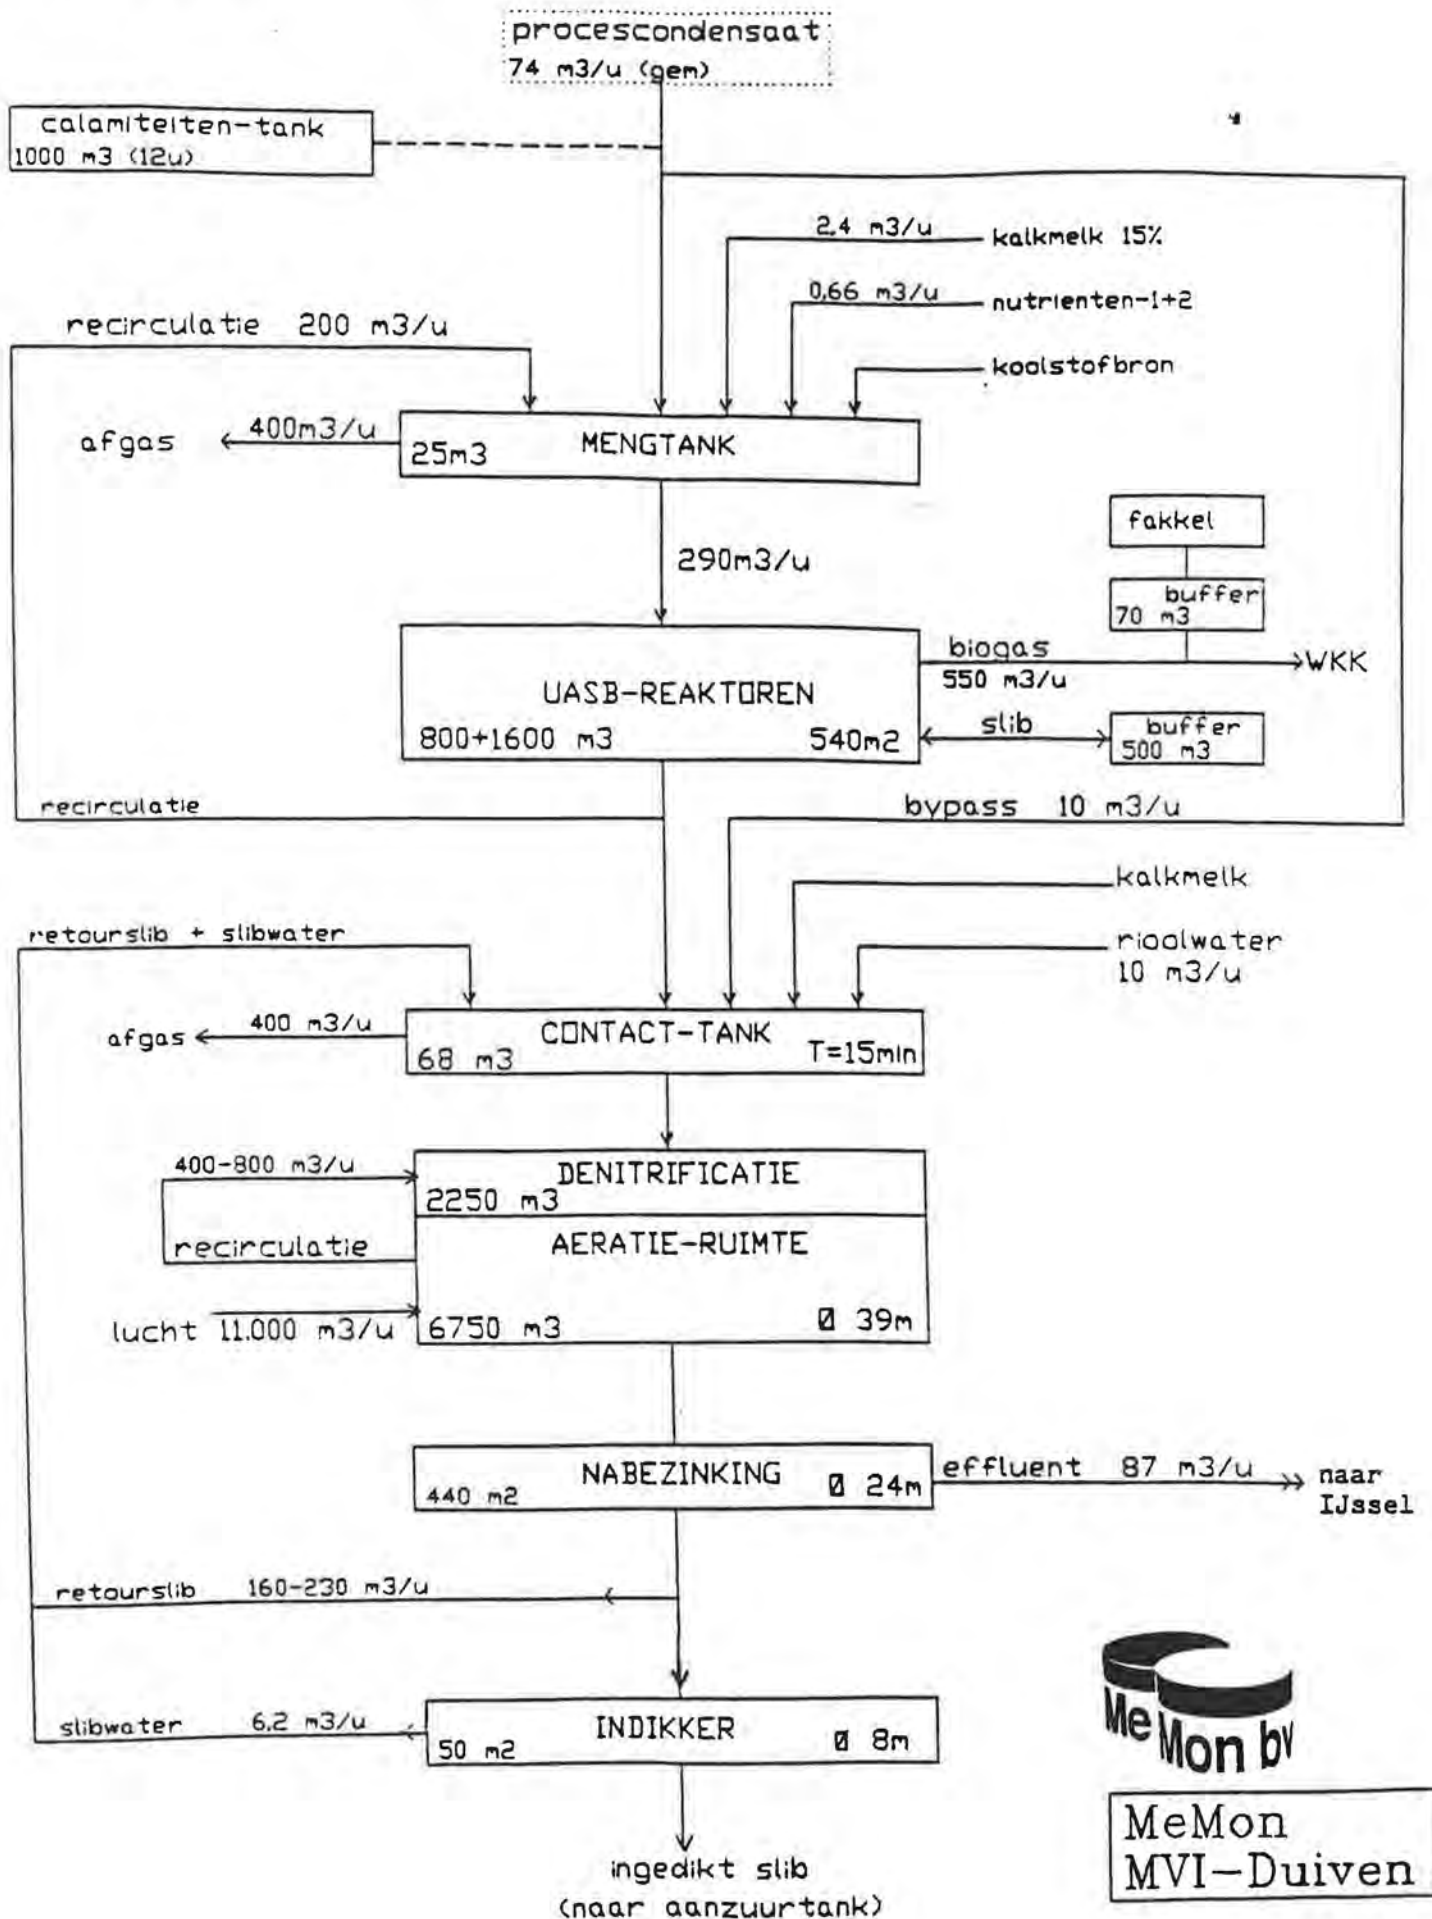 procescondensaat
74 m3/u (gem)
calamiteiten-tank
1000 m3 (12u)
2,4 m3/u
kalkmelk 15%
0,66 m3/u
nutrienten-1+2
recirculatie 200 m3/u
koolstofbron
afgas
400m3/u
MENGTANK
25m3
fakkel
290m3/u
buffer
70 m3
biogas
550 m3/u
WKK
UASB-REAKTOREN
800+1600 m3
540m2
slib
buffer
500 m3
recirculatie
bypass 10 m3/u
kalkmelk
retourslib + slibwater
rioolwater
10 m3/u
afgas
400 m3/u
CONTACT-TANK
68 m3
T=15min
400-800 m3/u
DENITRIFICATIE
2250 m3
recirculatie
AERATIE-RUIMTE
lucht 11.000 m3/u
6750 m3
Ø 39m
NABEZINKING
440 m2
Ø 24m
effluent 87 m3/u
naar
IJssel
retourslib 160-230 m3/u
slibwater 6,2 m3/u
INDIKKER
50 m2
Ø 8m
Me Mon bv
MeMon
MVI-Duiven
ingedikt slib
(naar aanzuurtank)